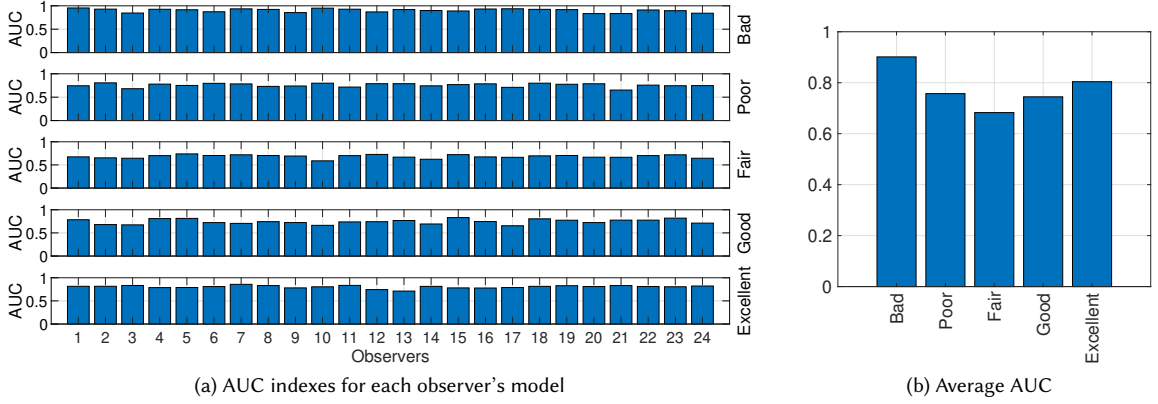 AUC
1
0.5
0
Bad
AUC
1
0.5
0
Poor
AUC
1
0.5
0
Fair
AUC
1
0.5
0
Good
AUC
1
0.5
0
Excellent
1 2 3 4 5 6 7 8 9 10 11 12 13 14 15 16 17 18 19 20 21 22 23 24
Observers
(a) AUC indexes for each observer's model
1
0.8
0.6
0.4
0.2
0
Bad
Poor
Fair
Good
Excellent
(b) Average AUC